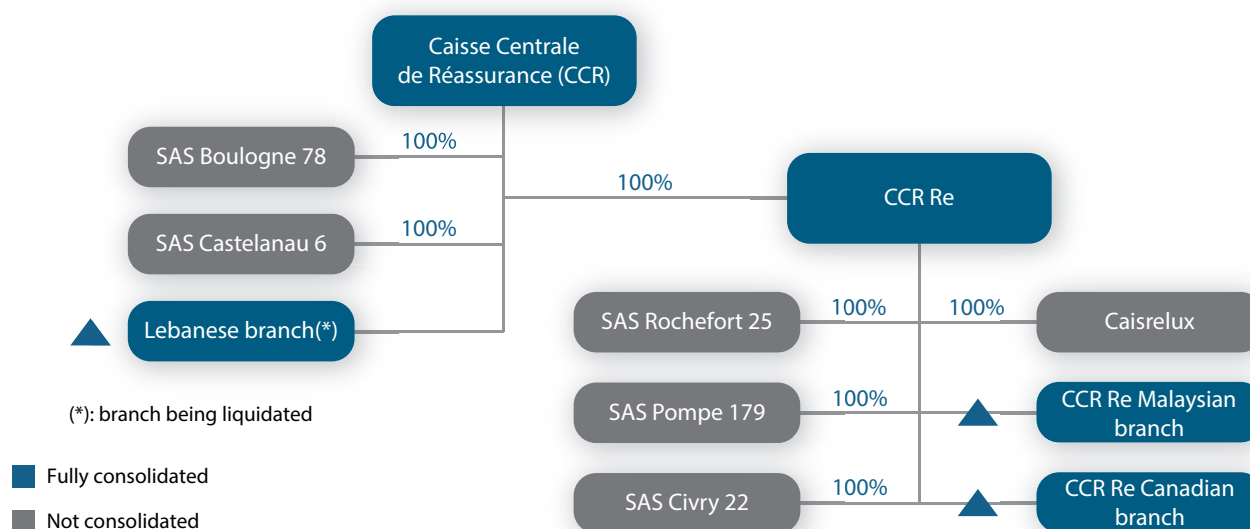 Caisse Centrale
de Réassurance (CCR)
100%
SAS Boulogne 78
100%
CCR Re
100%
SAS Castelanau 6
Lebanese branch(*)
100%
100%
SAS Rochefort 25
Caisrelux
(*): branch being liquidated
100%
SAS Pompe 179
CCR Re Malaysian
branch
Fully consolidated
100%
SAS Civry 22
CCR Re Canadian
branch
Not consolidated